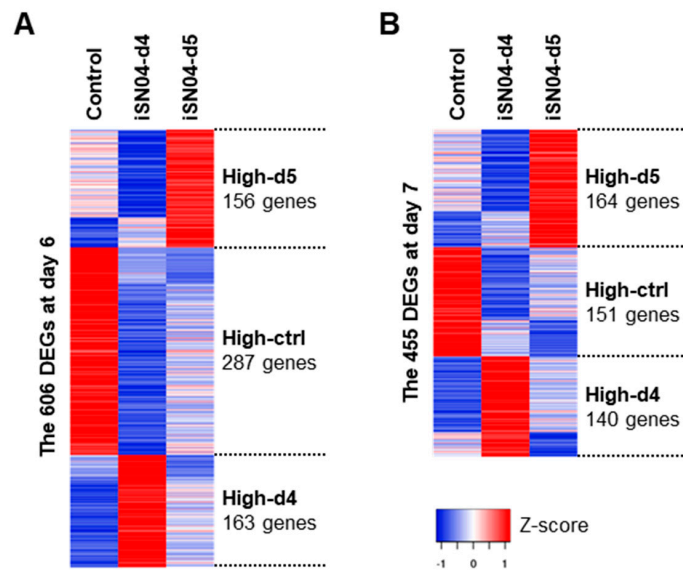 A
Control
iSN04-d4
iSN04-d5
The 606 DEGs at day 6
High-d5
156 genes
High-ctrl
287 genes
High-d4
163 genes
B
Control
iSN04-d4
iSN04-d5
The 455 DEGs at day 7
High-d5
164 genes
High-ctrl
151 genes
High-d4
140 genes
Z-score
-1 0 1